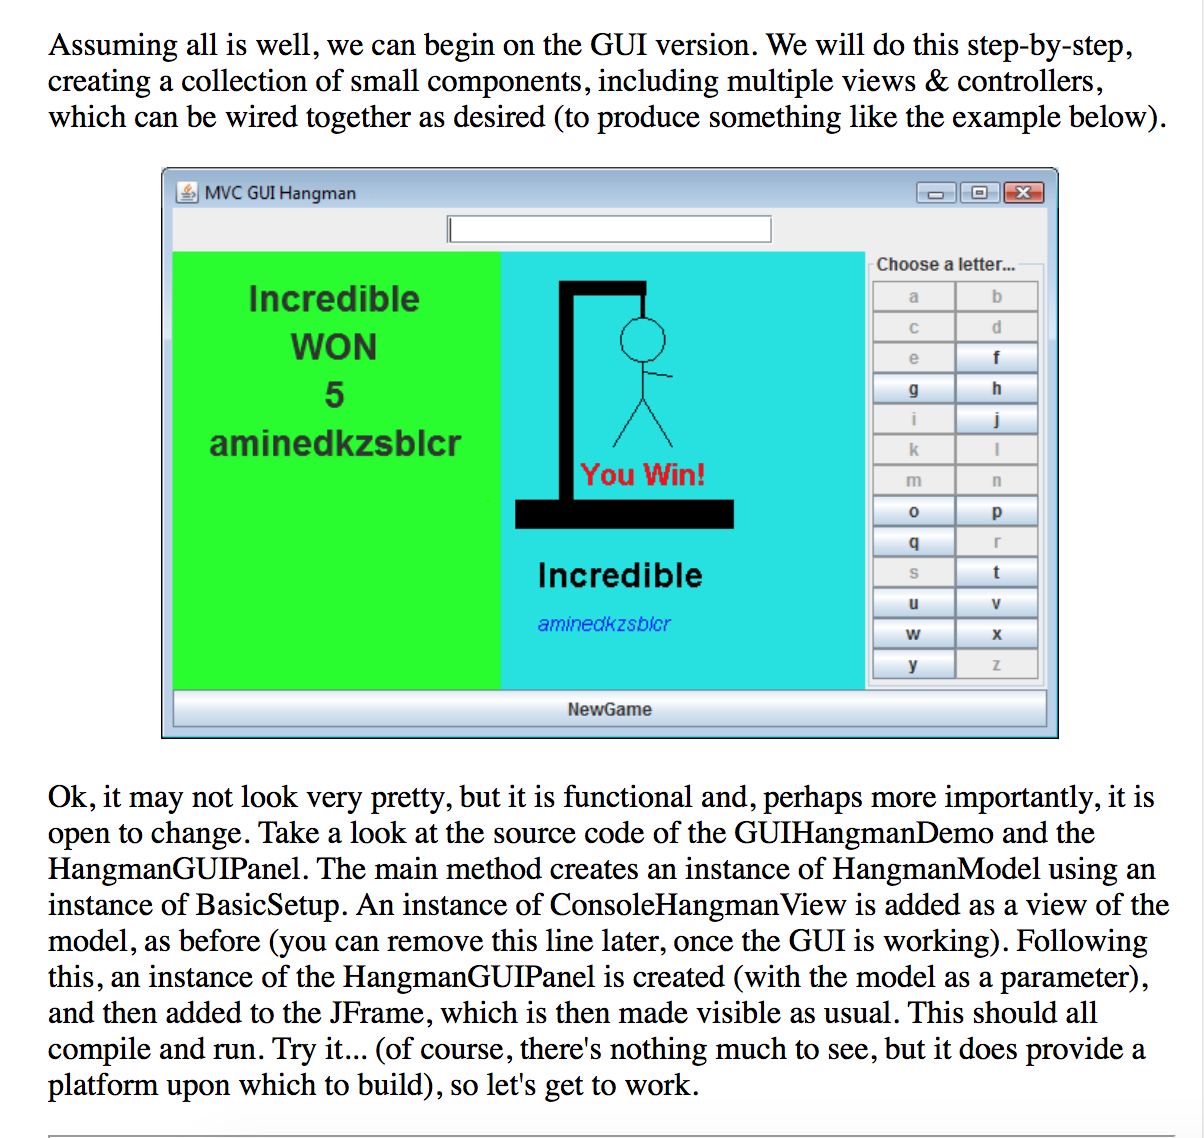 Assuming all is well, we can begin on the GUI version. We will do this step-by-step,
creating a collection of small components, including multiple views & controllers,
which can be wired together as desired (to produce something like the example below).
MVC GUI Hangman
Incredible
WON
5
aminedkzsblcr
You Win!
Incredible
aminedkzsblcr
Choose a letter...
a b
c d
e f
g h
i j
k l
m n
o p
q r
s t
u v
w x
y z
NewGame
Ok, it may not look very pretty, but it is functional and, perhaps more importantly, it is
open to change. Take a look at the source code of the GUIHangmanDemo and the
HangmanGUIPanel. The main method creates an instance of HangmanModel using an
instance of BasicSetup. An instance of ConsoleHangmanView is added as a view of the
model, as before (you can remove this line later, once the GUI is working). Following
this, an instance of the HangmanGUIPanel is created (with the model as a parameter),
and then added to the JFrame, which is then made visible as usual. This should all
compile and run. Try it... (of course, there's nothing much to see, but it does provide a
platform upon which to build), so let's get to work.